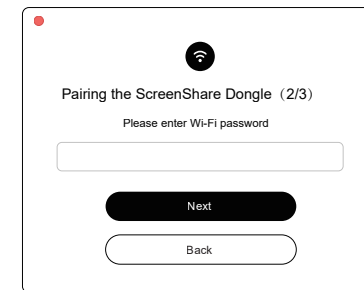 Pairing the ScreenShare Dongle（2/3）
Please enter Wi-Fi password
Next
Back